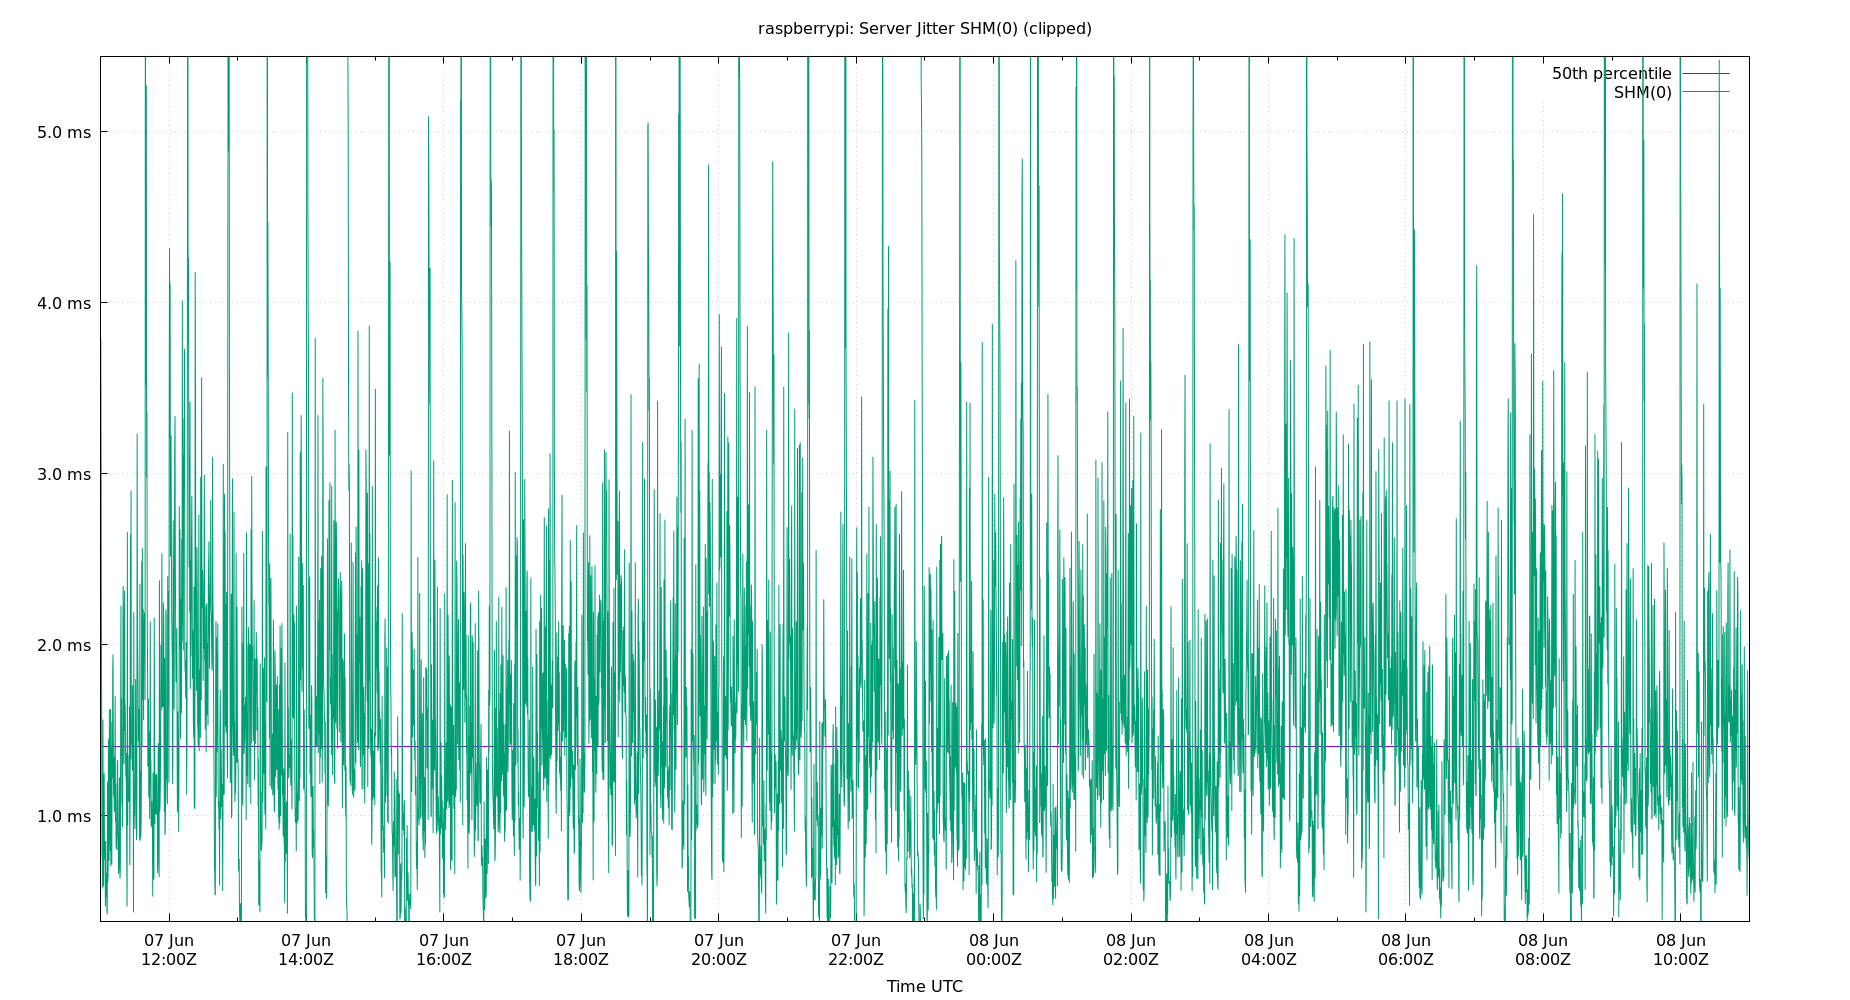 raspberrypi: Server Jitter SHM(0) (clipped)
50th percentile
SHM(0)
5.0 ms
4.0 ms
3.0 ms
2.0 ms
1.0 ms
07 Jun 07 Jun 07 Jun 07 Jun 07 Jun 07 Jun 08 Jun 08 Jun 08 Jun 08 Jun 08 Jun 08 Jun
12:00Z 14:00Z 16:00Z 18:00Z 20:00Z 22:00Z 00:00Z 02:00Z 04:00Z 06:00Z 08:00Z 10:00Z
Time UTC